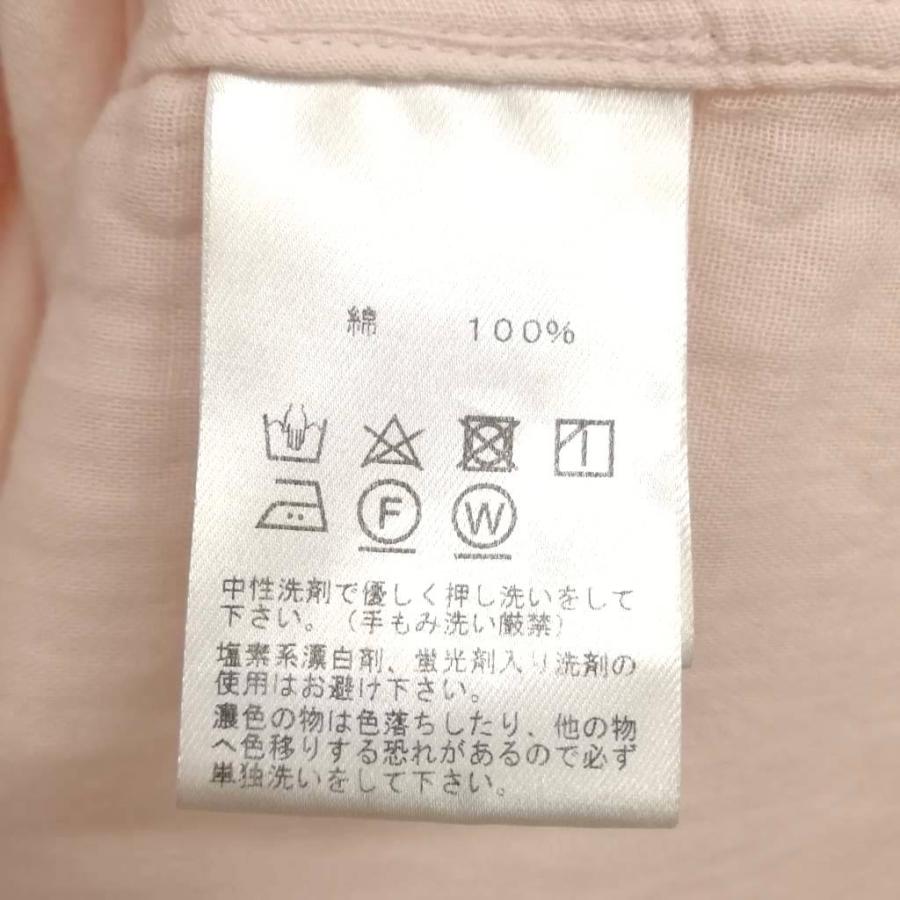 綿 100%
F W
中性洗剤で優しく押し洗いをして
下さい。（手もみ洗い厳禁）
塩素系漂白剤、蛍光剤入り洗剤の
使用はお避け下さい。
濃色の物は色落ちしたり、他の物
へ色移りする恐れがあるので必ず
単独洗いをして下さい。